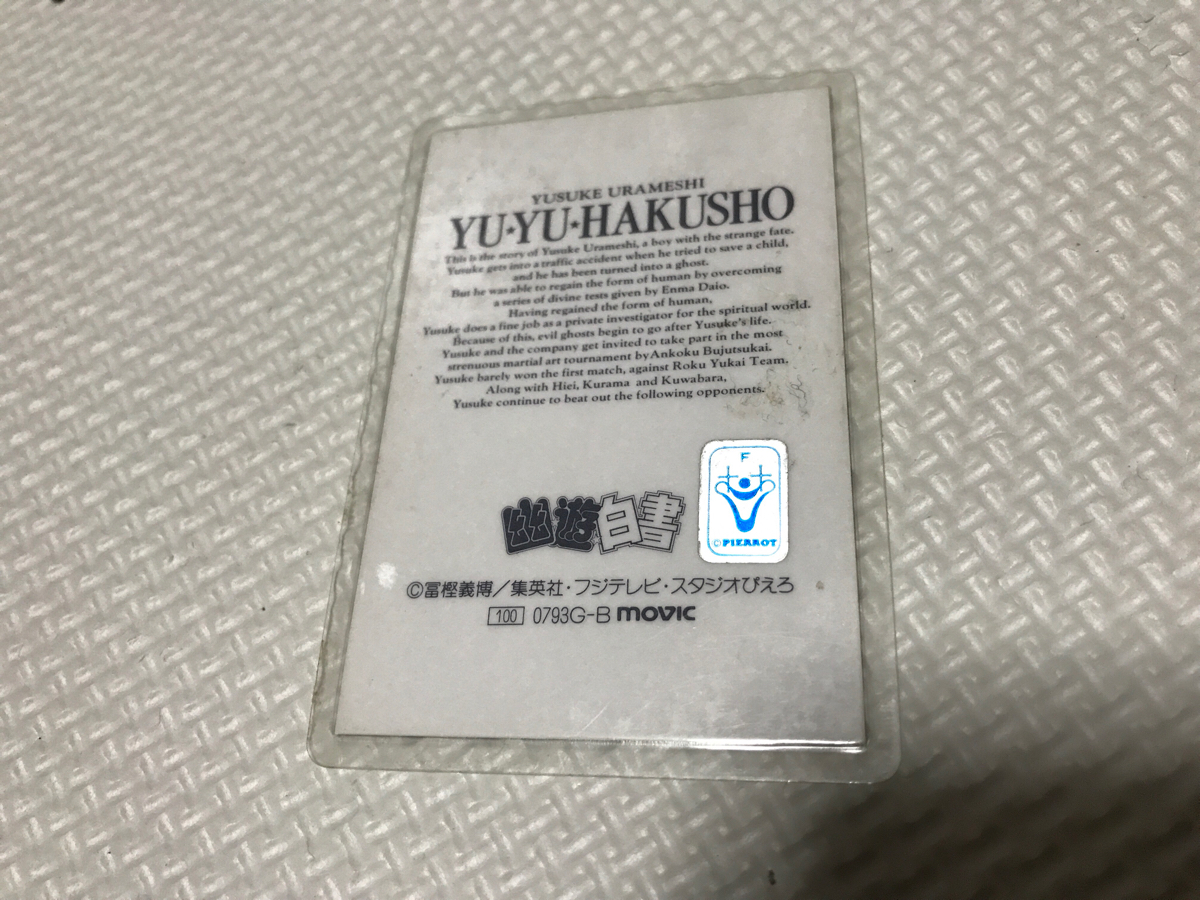 YUSUKE URAMESHI
YU★YU★HAKUSHO
This is the story of Yusuke Urameshi, a boy with the strange fate.
Yusuke gets into a traffic accident when he tried to save a child,
and he has been turned into a ghost.
But he was able to regain the form of human by overcoming
a series of divine tests given by Enma Daio.
Having regained the form of human,
Yusuke does a fine job as a private investigator for the spiritual world.
Because of this, evil ghosts begin to go after Yusuke's life.
Yusuke and the company get invited to take part in the most
strenuous martial art tournament by Ankoku Bujutsukai.
Yusuke barely won the first match, against Roku Yukai Team.
Along with Hiei, Kurama and Kuwabara,
Yusuke continue to beat out the following opponents.
F
©PIERROT
幽遊白書
©冨樫義博／集英社・フジテレビ・スタジオぴえろ
100 0793G-B movic